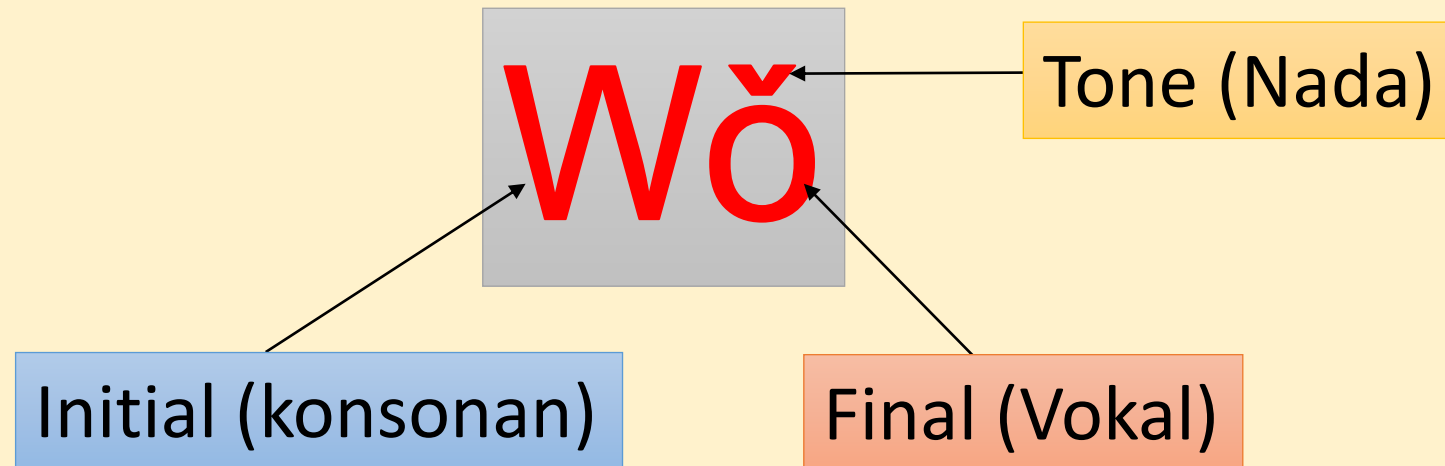 Wǒ
Tone (Nada)
Initial (konsonan)
Final (Vokal)